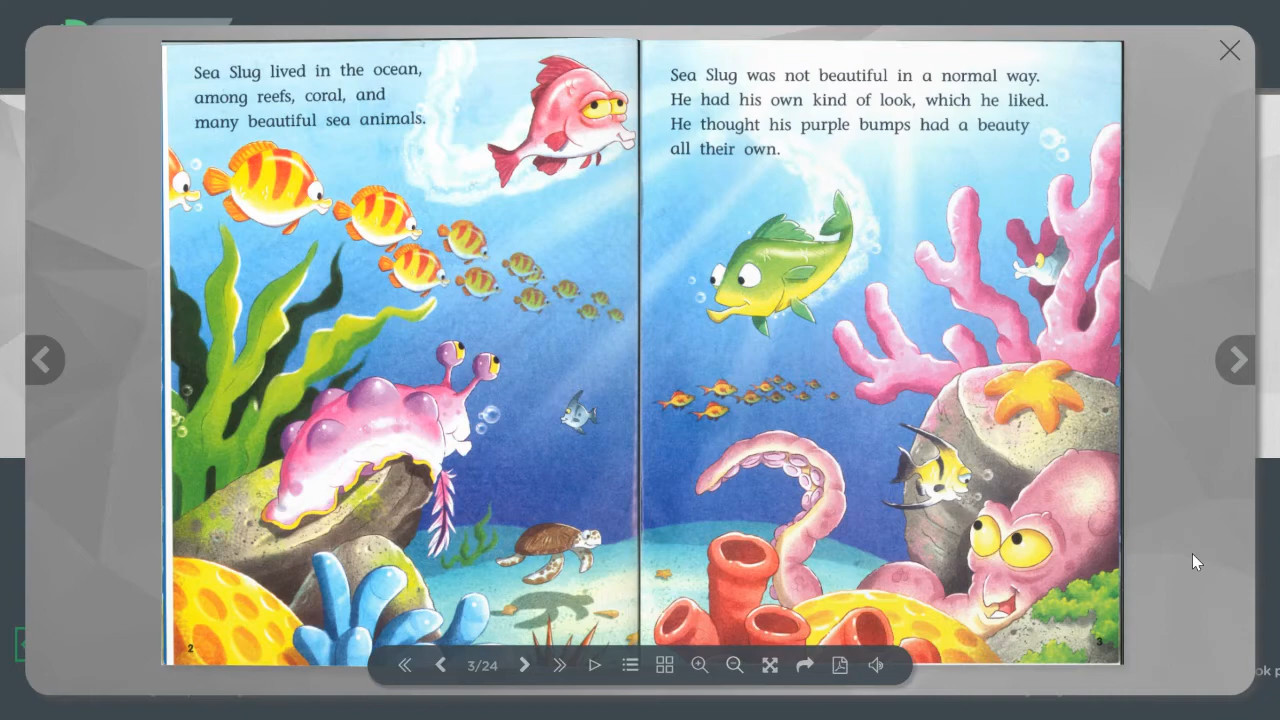 Sea Slug lived in the ocean,
among reefs, coral, and
many beautiful sea animals.
2
Sea Slug was not beautiful in a normal way.
He had his own kind of look, which he liked.
He thought his purple bumps had a beauty
all their own.
3
3/24